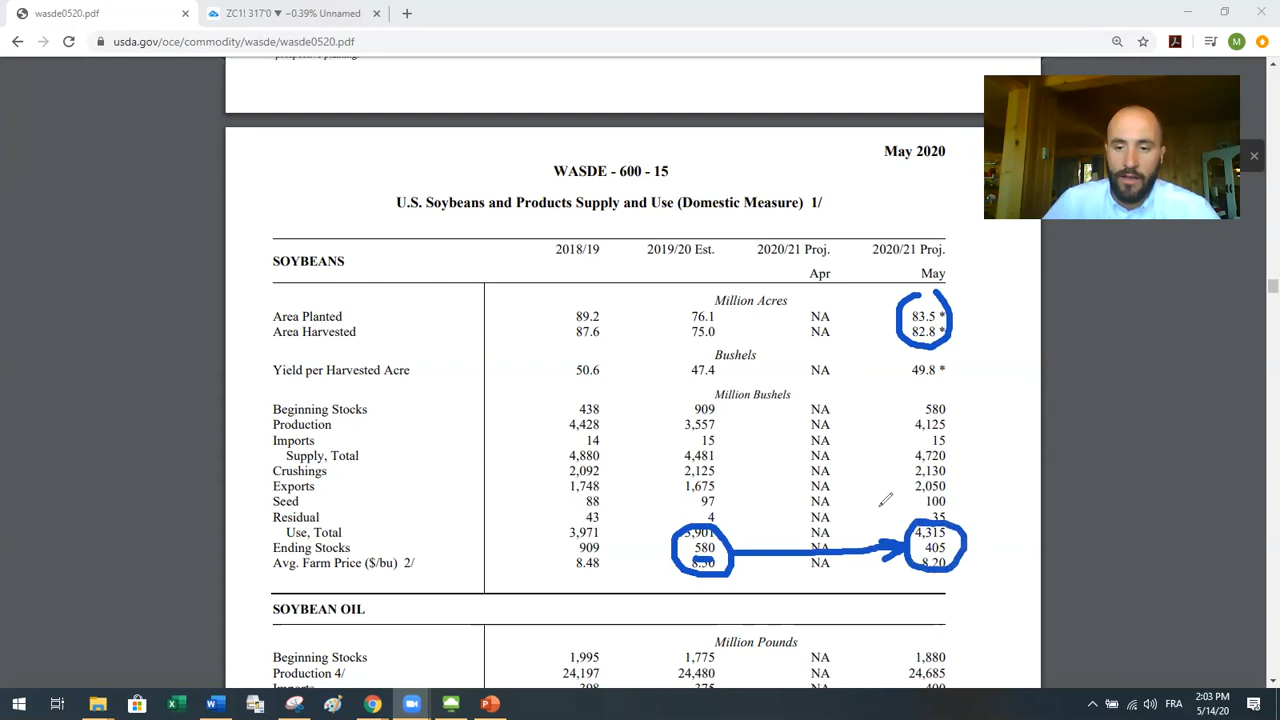 wasde0520.pdf × ZC1! 317'0 ▼ −0.39% Unnamed × +
usda.gov/oce/commodity/wasde/wasde0520.pdf M
May 2020
WASDE - 600 - 15
U.S. Soybeans and Products Supply and Use (Domestic Measure) 1/
SOYBEANS 2018/19 2019/20 Est. 2020/21 Proj. 2020/21 Proj.
Apr May
Million Acres
Area Planted 89.2 76.1 NA 83.5 *
Area Harvested 87.6 75.0 NA 82.8 *
Bushels
Yield per Harvested Acre 50.6 47.4 NA 49.8 *
Million Bushels
Beginning Stocks 438 909 NA 580
Production 4,428 3,557 NA 4,125
Imports 14 15 NA 15
Supply, Total 4,880 4,481 NA 4,720
Crushings 2,092 2,125 NA 2,130
Exports 1,748 1,675 NA 2,050
Seed 88 97 NA 100
Residual 43 4 NA 35
Use, Total 3,971 3,901 NA 4,315
Ending Stocks 909 580 NA 405
Avg. Farm Price ($/bu) 2/ 8.48 8.50 NA 8.20
SOYBEAN OIL
Million Pounds
Beginning Stocks 1,995 1,775 NA 1,880
Production 4/ 24,197 24,480 NA 24,685
2:03 PM
FRA
5/14/20